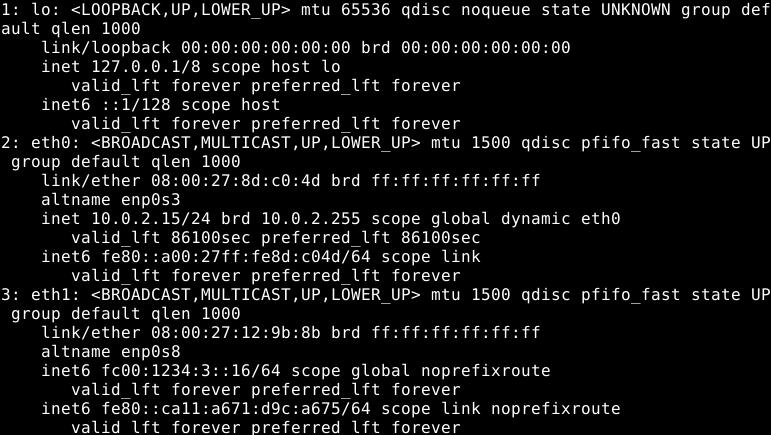 1: lo: <LOOPBACK,UP,LOWER_UP> mtu 65536 qdisc noqueue state UNKNOWN group def
ault qlen 1000
    link/loopback 00:00:00:00:00:00 brd 00:00:00:00:00:00
    inet 127.0.0.1/8 scope host lo
       valid_lft forever preferred_lft forever
    inet6 ::1/128 scope host
       valid_lft forever preferred_lft forever
2: eth0: <BROADCAST,MULTICAST,UP,LOWER_UP> mtu 1500 qdisc pfifo_fast state UP
 group default qlen 1000
    link/ether 08:00:27:8d:c0:4d brd ff:ff:ff:ff:ff:ff
    altname enp0s3
    inet 10.0.2.15/24 brd 10.0.2.255 scope global dynamic eth0
       valid_lft 86100sec preferred_lft 86100sec
    inet6 fe80::a00:27ff:fe8d:c04d/64 scope link
       valid_lft forever preferred_lft forever
3: eth1: <BROADCAST,MULTICAST,UP,LOWER_UP> mtu 1500 qdisc pfifo_fast state UP
 group default qlen 1000
    link/ether 08:00:27:12:9b:8b brd ff:ff:ff:ff:ff:ff
    altname enp0s8
    inet6 fc00:1234:3::16/64 scope global noprefixroute
       valid_lft forever preferred_lft forever
    inet6 fe80::ca11:a671:d9c:a675/64 scope link noprefixroute
       valid_lft forever preferred_lft forever